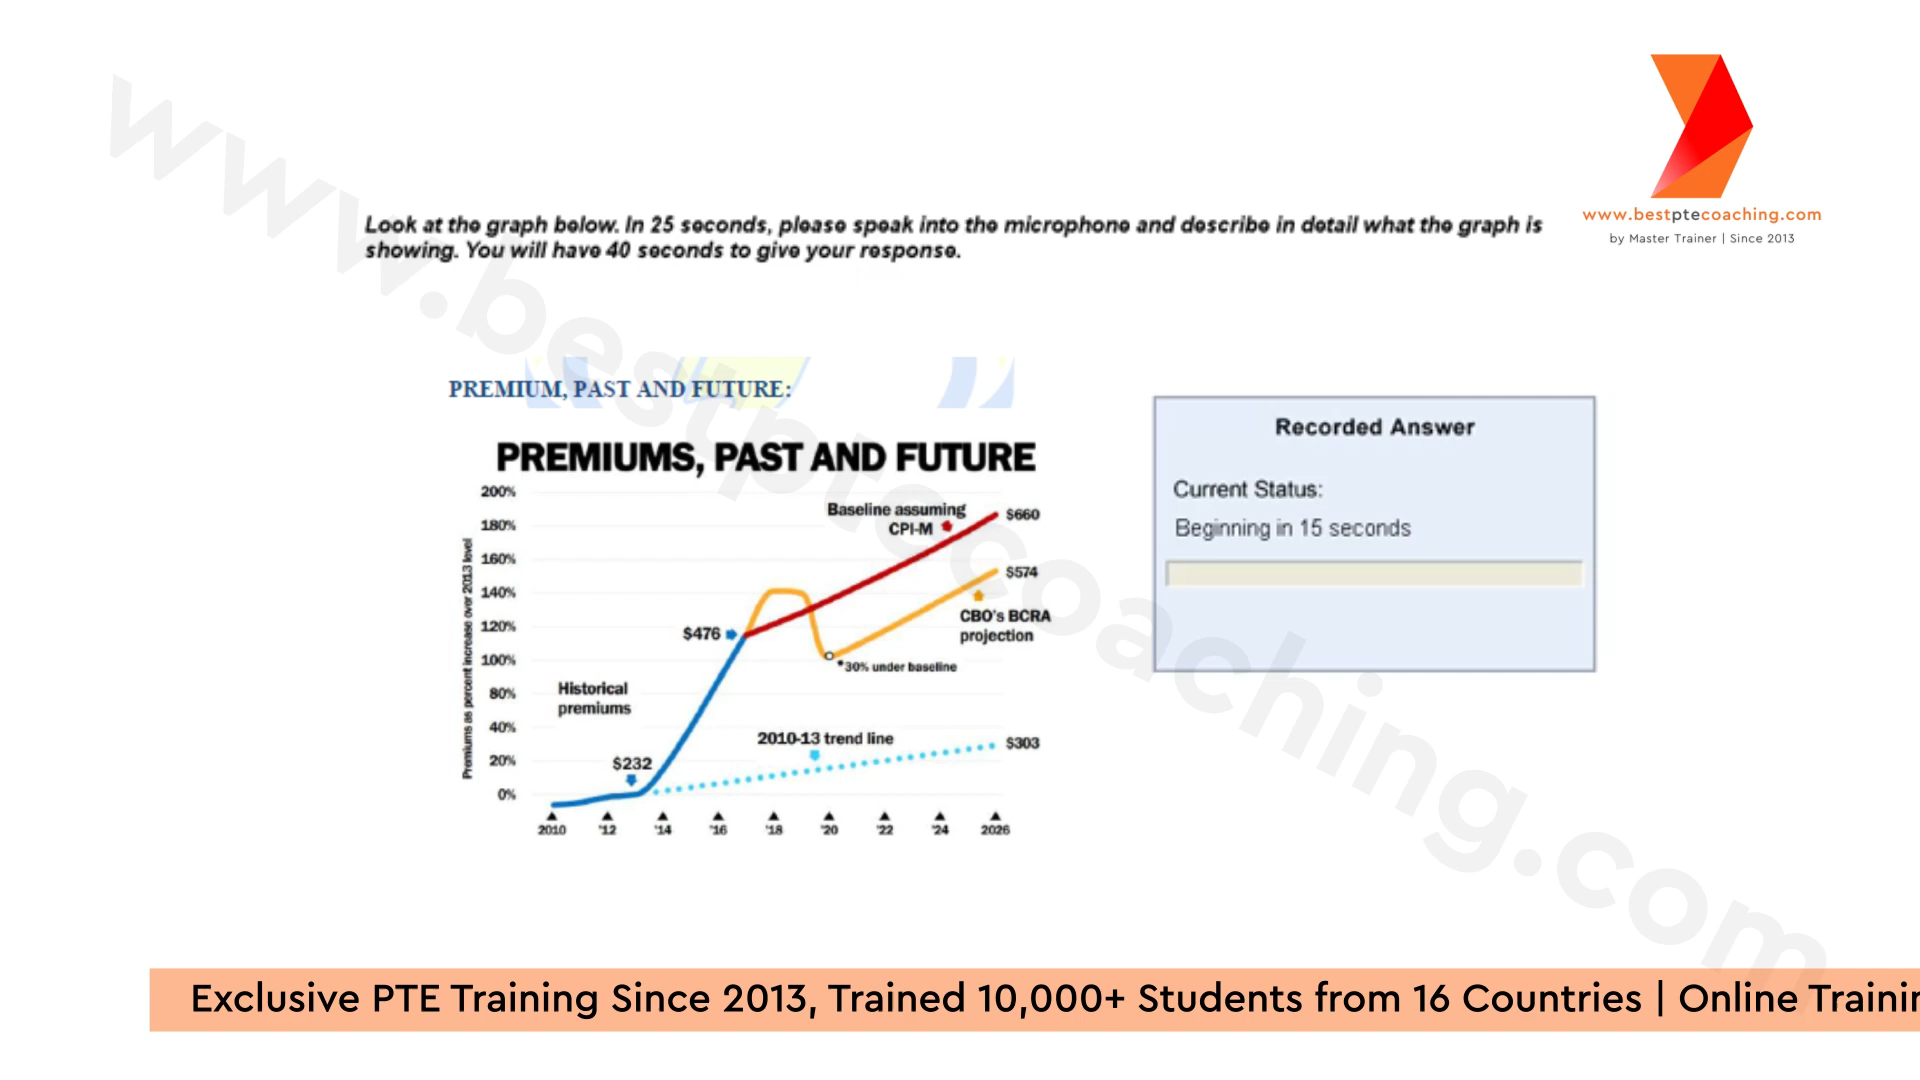 www.bestptecoaching.com
by Master Trainer | Since 2013
Look at the graph below. In 25 seconds, please speak into the microphone and describe in detail what the graph is
showing. You will have 40 seconds to give your response.
PREMIUM, PAST AND FUTURE:
PREMIUMS, PAST AND FUTURE
Premiums as percent increase over 2013 level
200%
180%
160%
140%
120%
100%
80%
40%
20%
0%
Baseline assuming
CPI-M
$660
$574
CBO's BCRA
projection
$476
*30% under baseline
Historical
premiums
2010-13 trend line
$303
$232
2010 '12 '14 '16 '18 '20 '22 '24 2026
Recorded Answer
Current Status:
Beginning in 15 seconds
www.bestptecoaching.com
Exclusive PTE Training Since 2013, Trained 10,000+ Students from 16 Countries | Online Trainin